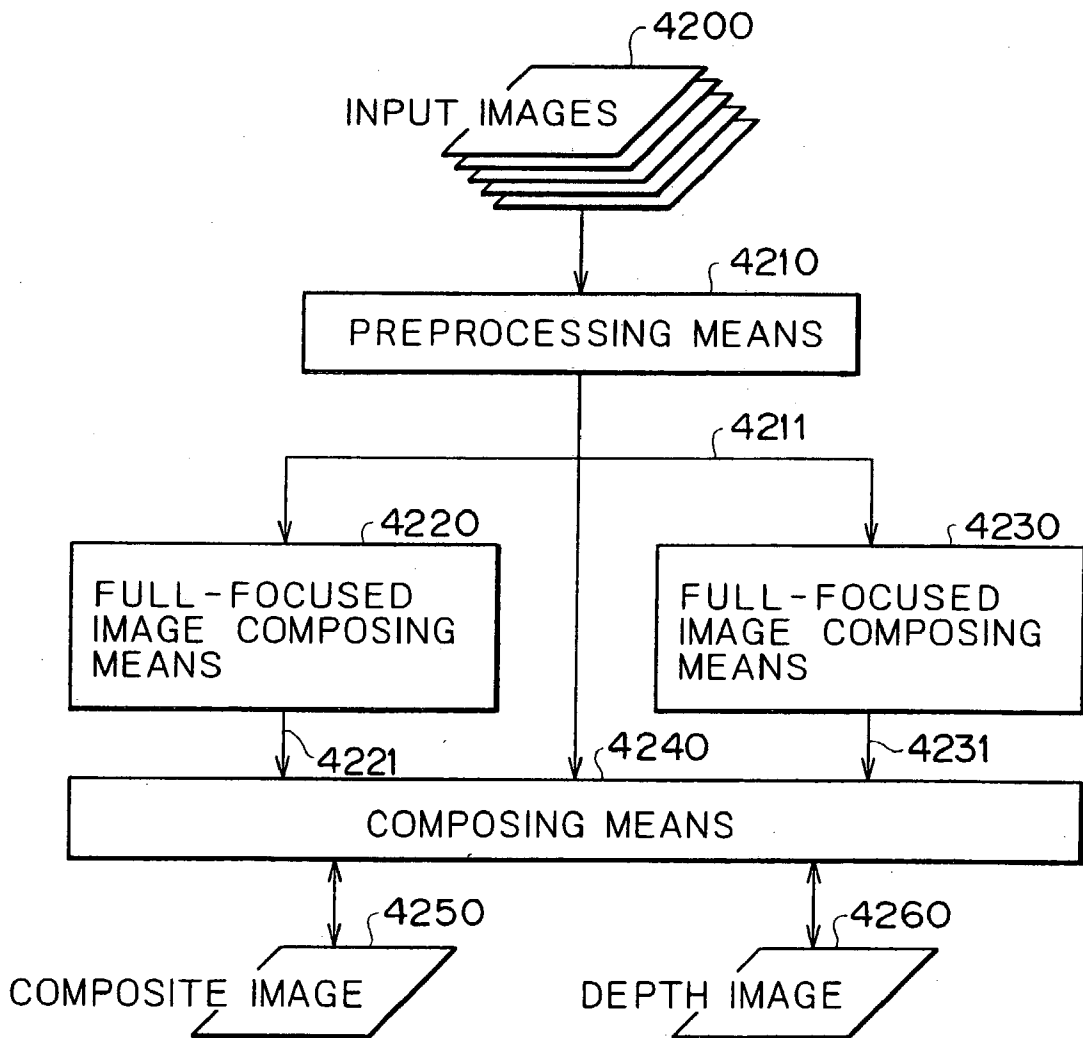 4200
INPUT IMAGES
4210
PREPROCESSING MEANS
4211
4220
4230
FULL-FOCUSED
IMAGE COMPOSING
MEANS
FULL-FOCUSED
IMAGE COMPOSING
MEANS
4221
4240
4231
COMPOSING MEANS
4250
4260
COMPOSITE IMAGE
DEPTH IMAGE